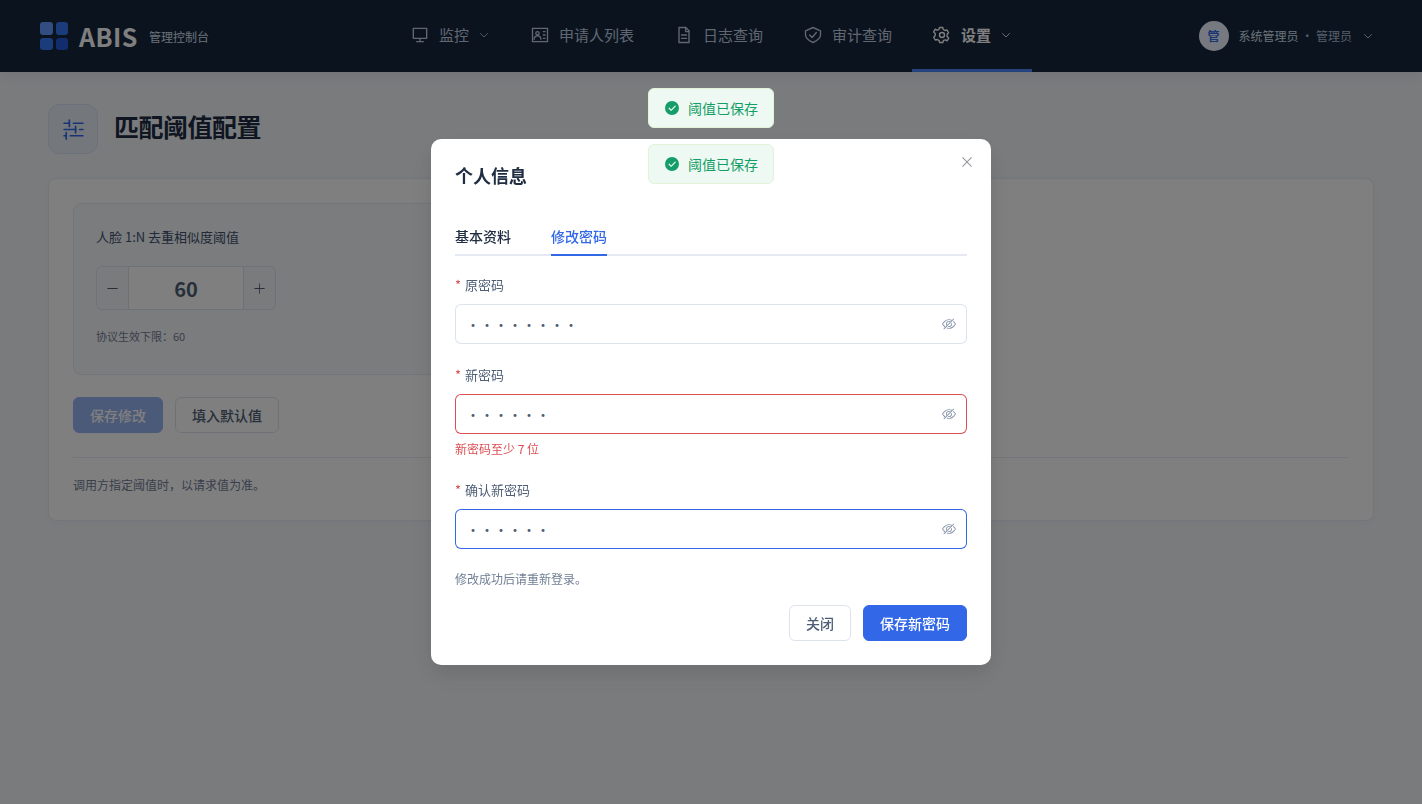 ABIS 管理控制台
监控
申请人列表
日志查询
审计查询
设置
管 系统管理员 · 管理员
阈值已保存
阈值已保存
匹配阈值配置
人脸 1:N 去重相似度阈值
60
协议生效下限：60
保存修改
填入默认值
调用方指定阈值时，以请求值为准。
个人信息
基本资料
修改密码
* 原密码
* 新密码
新密码至少 7 位
* 确认新密码
修改成功后请重新登录。
关闭
保存新密码